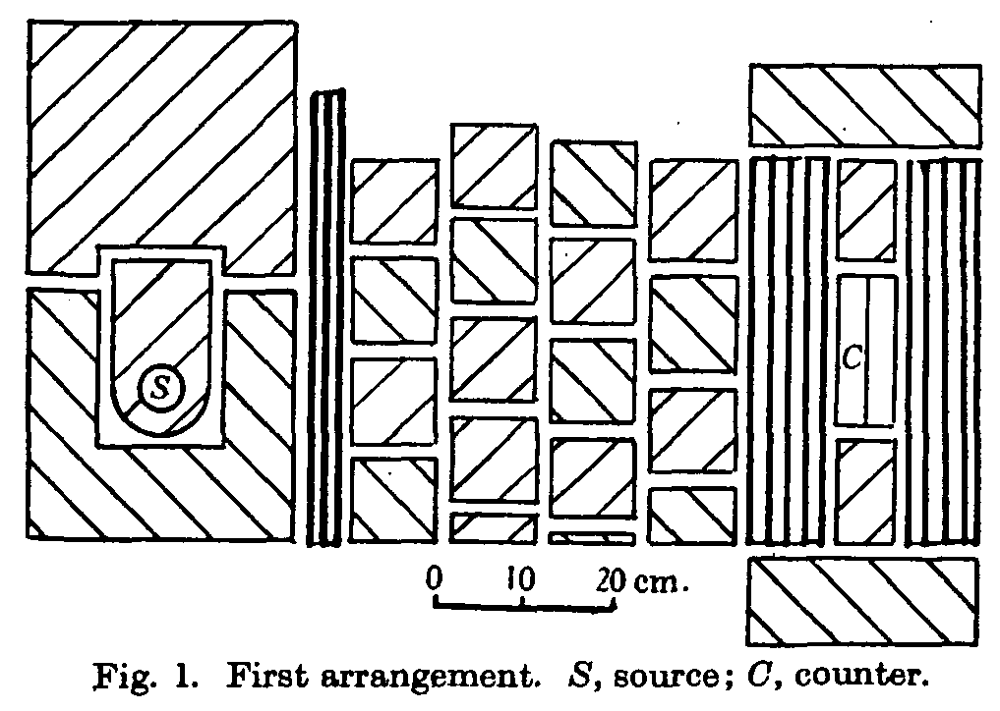 S
C
0 10 20 cm.
Fig. 1. First arrangement. S, source; C, counter.